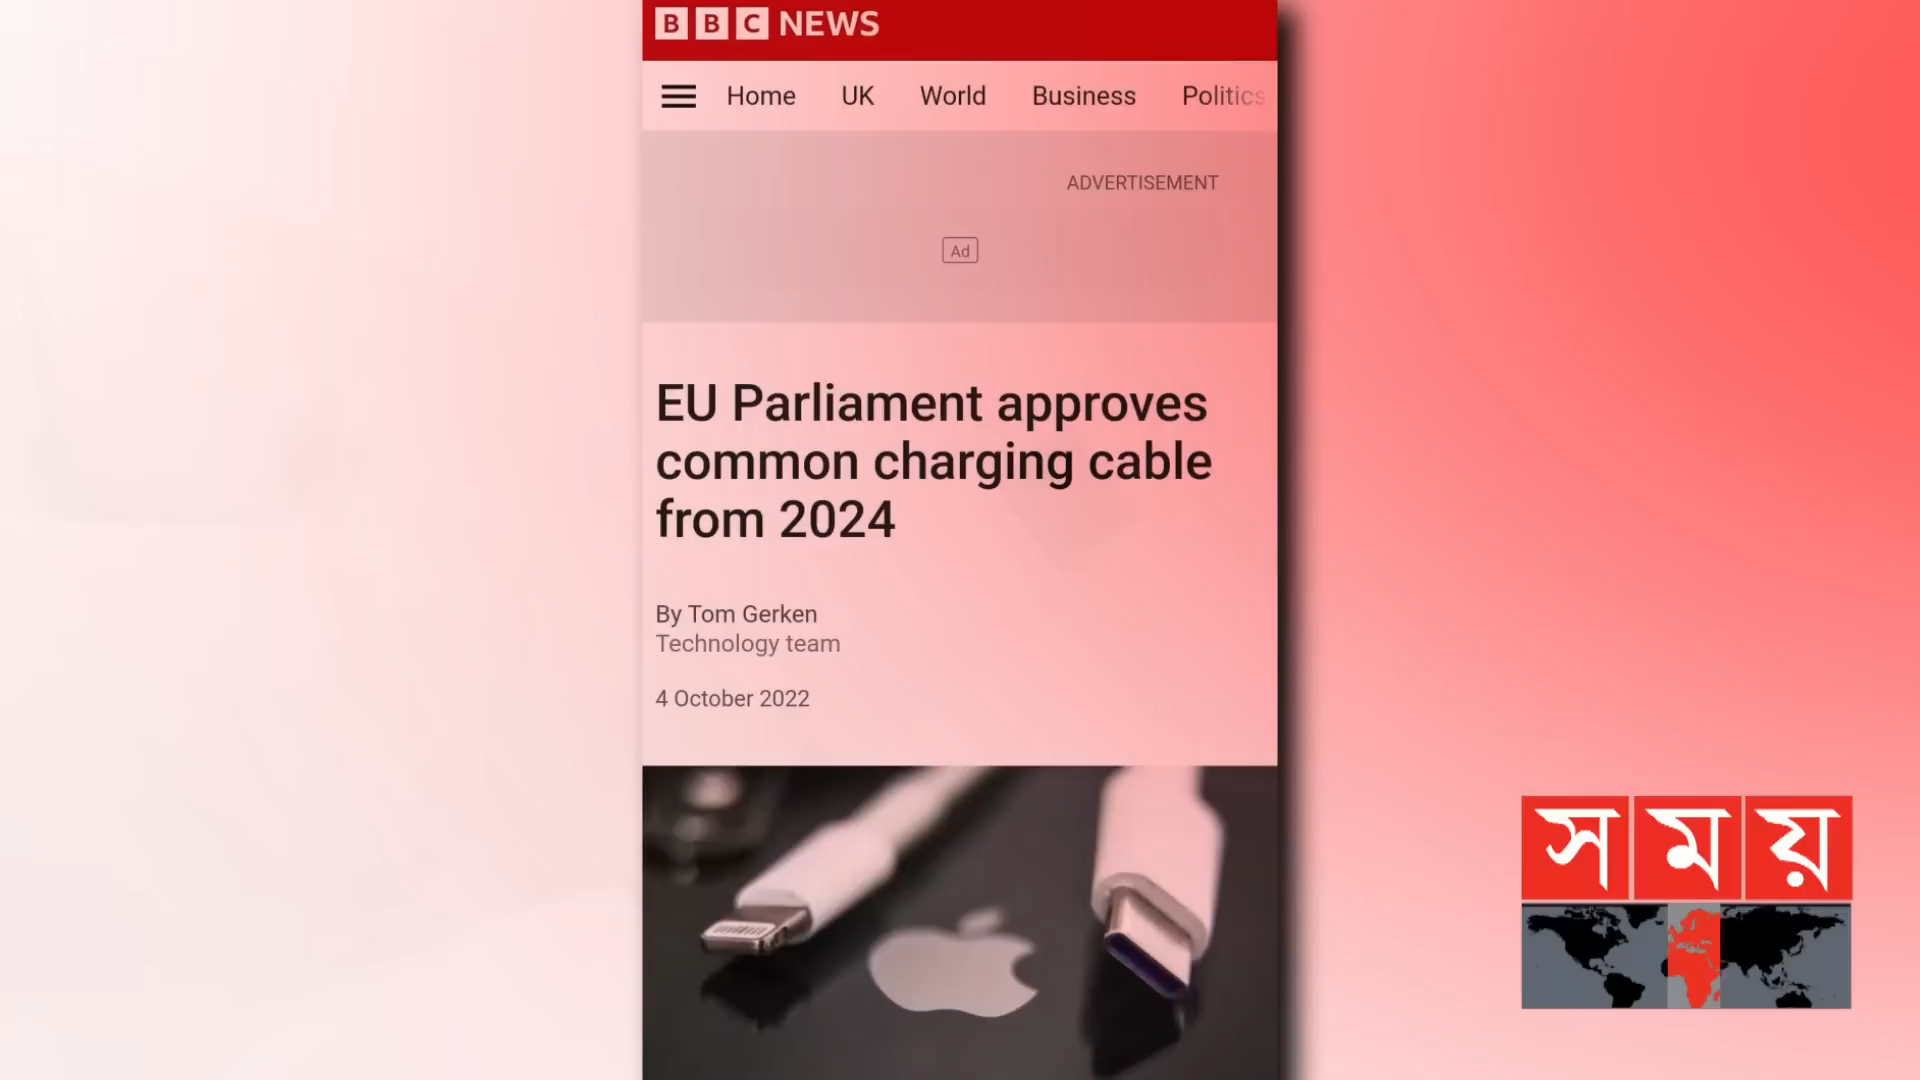 BBC NEWS
Home UK World Business Politics
ADVERTISEMENT
Ad
EU Parliament approves
common charging cable
from 2024
By Tom Gerken
Technology team
4 October 2022
সময়